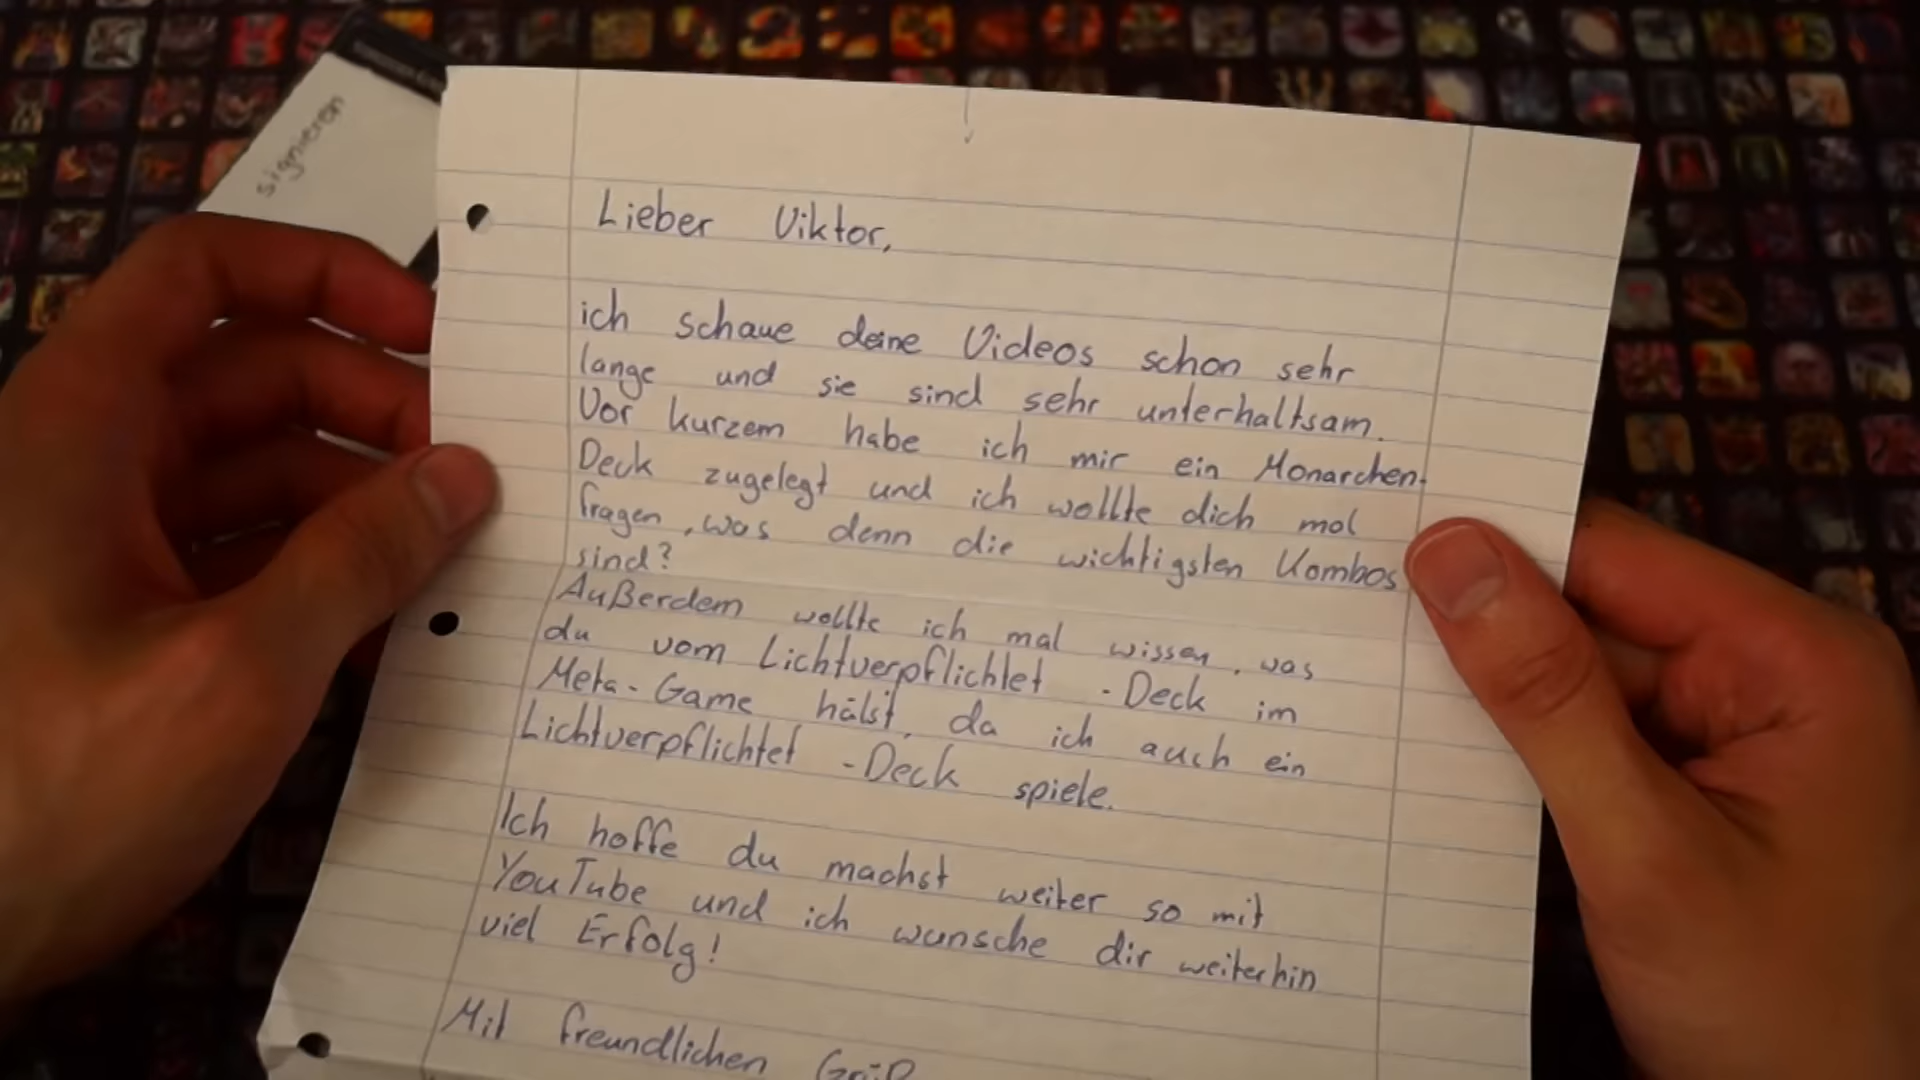 signieren
Lieber Viktor,
ich schaue deine Videos schon sehr
lange und sie sind sehr unterhaltsam.
Vor kurzem habe ich mir ein Monarchen-
Deck zugelegt und ich wollte dich mal
fragen, was denn die wichtigsten Kombos
sind?
Außerdem wollte ich mal wissen, was
du vom Lichtverpflichtet -Deck im
Meta-Game hälst, da ich auch ein
Lichtverpflichtet -Deck spiele.
Ich hoffe du machst weiter so mit
YouTube und ich wünsche dir weiterhin
viel Erfolg!
Mit freundlichen